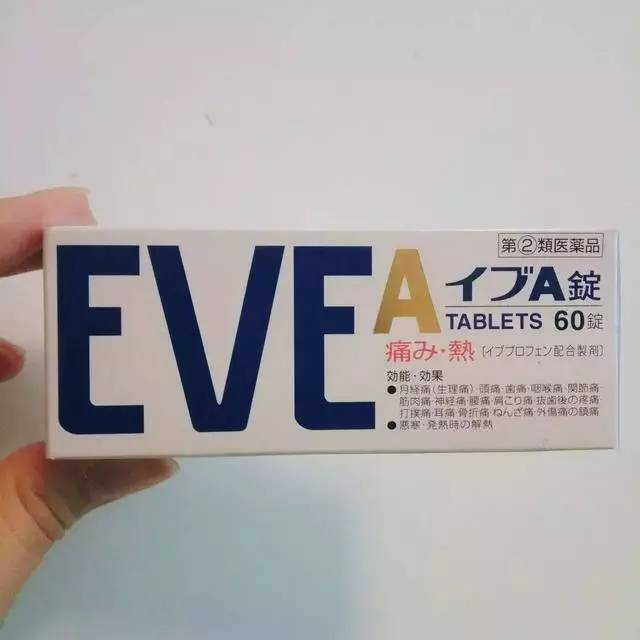 EVE A
第②類医薬品
イブA錠
TABLETS 60錠
痛み・熱 (イブプロフェン配合製剤)
効能・効果
●月経痛(生理痛)・頭痛・歯痛・咽喉痛・関節痛・
筋肉痛・神経痛・腰痛・肩こり痛・抜歯後の疼痛・
打撲痛・耳痛・骨折痛・ねんざ痛・外傷痛の鎮痛
●悪寒・発熱時の解熱